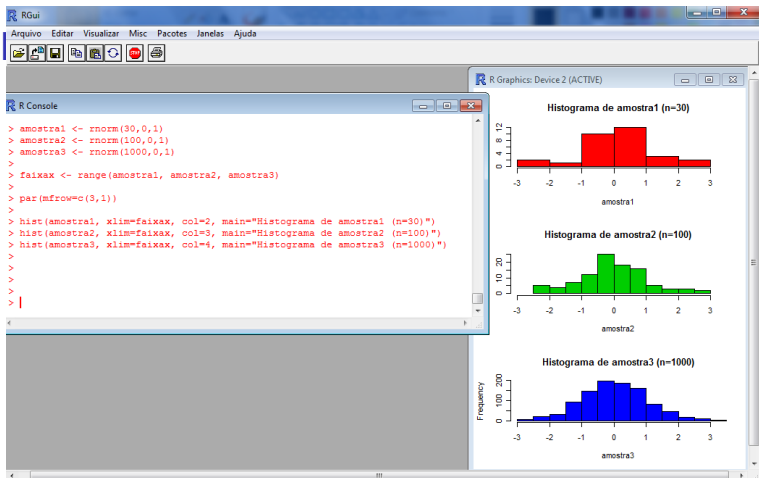 RGui
Arquivo Editar Visualizar Misc Pacotes Janelas Ajuda
STOP
R Console
> amostra1 <- rnorm(30,0,1)
> amostra2 <- rnorm(100,0,1)
> amostra3 <- rnorm(1000,0,1)
>
> faixax <- range(amostra1, amostra2, amostra3)
>
> par(mfrow=c(3,1))
>
> hist(amostra1, xlim=faixax, col=2, main="Histograma de amostra1 (n=30)")
> hist(amostra2, xlim=faixax, col=3, main="Histograma de amostra2 (n=100)")
> hist(amostra3, xlim=faixax, col=4, main="Histograma de amostra3 (n=1000)")
>
>
>
>
> |
R Graphics: Device 2 (ACTIVE)
Histograma de amostra1 (n=30)
0 4 8 12
-3 -2 -1 0 1 2 3
amostra1
Histograma de amostra2 (n=100)
0 10 20
-3 -2 -1 0 1 2 3
amostra2
Histograma de amostra3 (n=1000)
Frequency
0 100 200
-3 -2 -1 0 1 2 3
amostra3